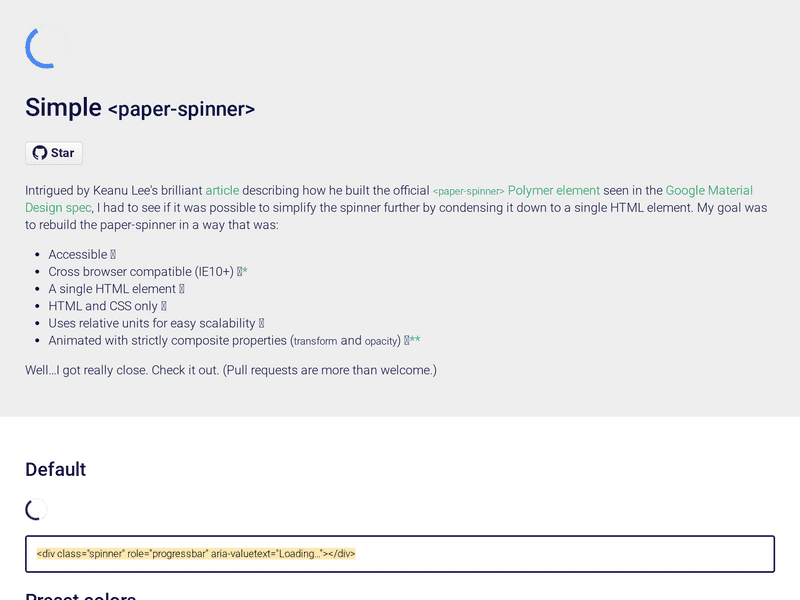 Simple <paper-spinner>
Star
Intrigued by Keanu Lee's brilliant article describing how he built the official <paper-spinner> Polymer element seen in the Google Material
Design spec, I had to see if it was possible to simplify the spinner further by condensing it down to a single HTML element. My goal was
to rebuild the paper-spinner in a way that was:
• Accessible
• Cross browser compatible (IE10+) *
• A single HTML element
• HTML and CSS only
• Uses relative units for easy scalability
• Animated with strictly composite properties (transform and opacity) **
Well…I got really close. Check it out. (Pull requests are more than welcome.)
Default
<div class="spinner" role="progressbar" aria-valuetext="Loading…"></div>
Preset colors